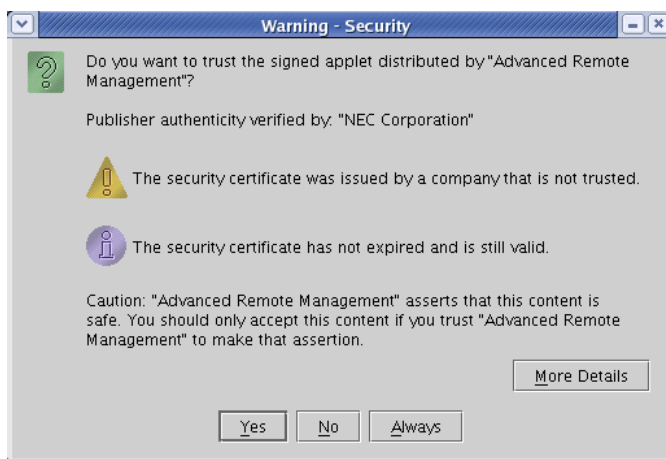 Warning - Security
Do you want to trust the signed applet distributed by "Advanced Remote
Management"?
Publisher authenticity verified by: "NEC Corporation"
The security certificate was issued by a company that is not trusted.
The security certificate has not expired and is still valid.
Caution: "Advanced Remote Management" asserts that this content is
safe. You should only accept this content if you trust "Advanced Remote
Management" to make that assertion.
More Details
Yes No Always